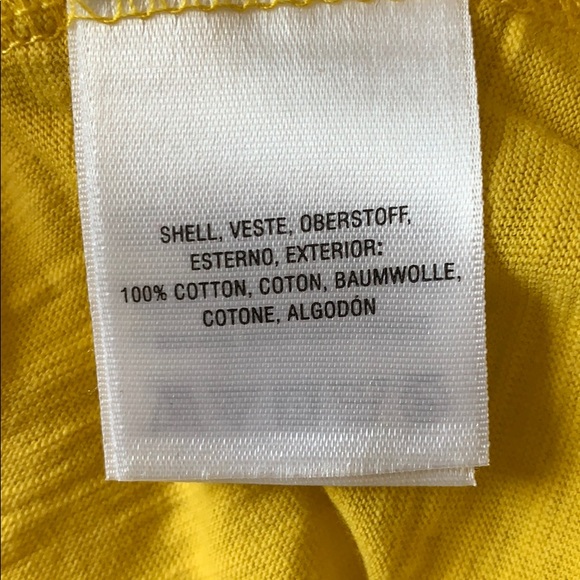 SHELL, VESTE, OBERSTOFF,
ESTERNO, EXTERIOR:
100% COTTON, COTON, BAUMWOLLE,
COTONE, ALGODÓN